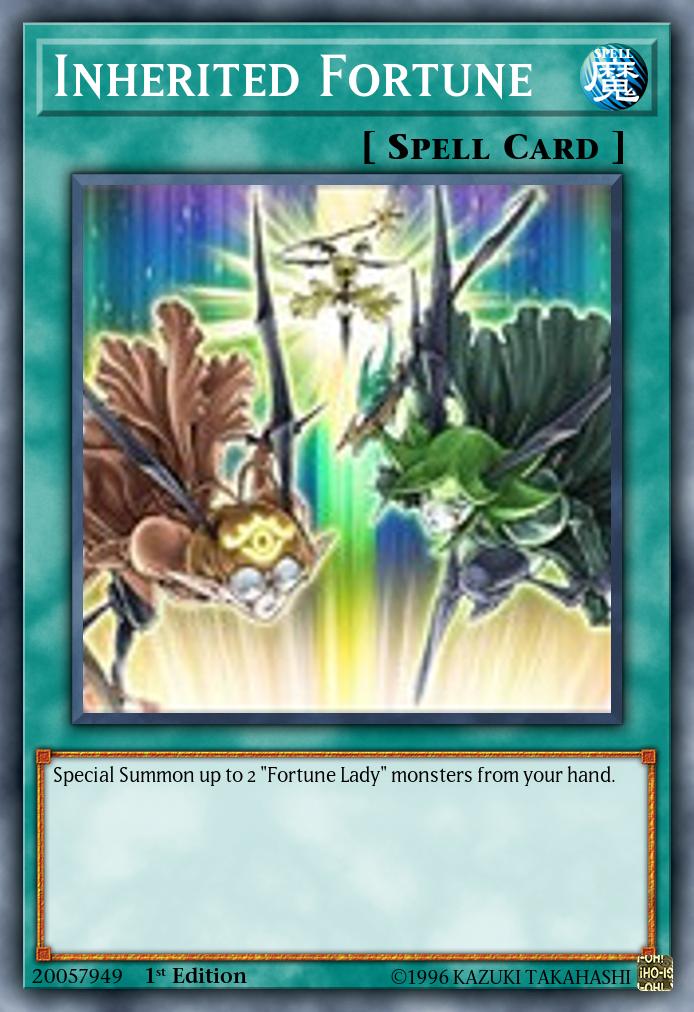 Inherited Fortune
SPELL
魔
[ Spell Card ]
Special Summon up to 2 "Fortune Lady" monsters from your hand.
20057949 1st Edition ©1996 KAZUKI TAKAHASHI